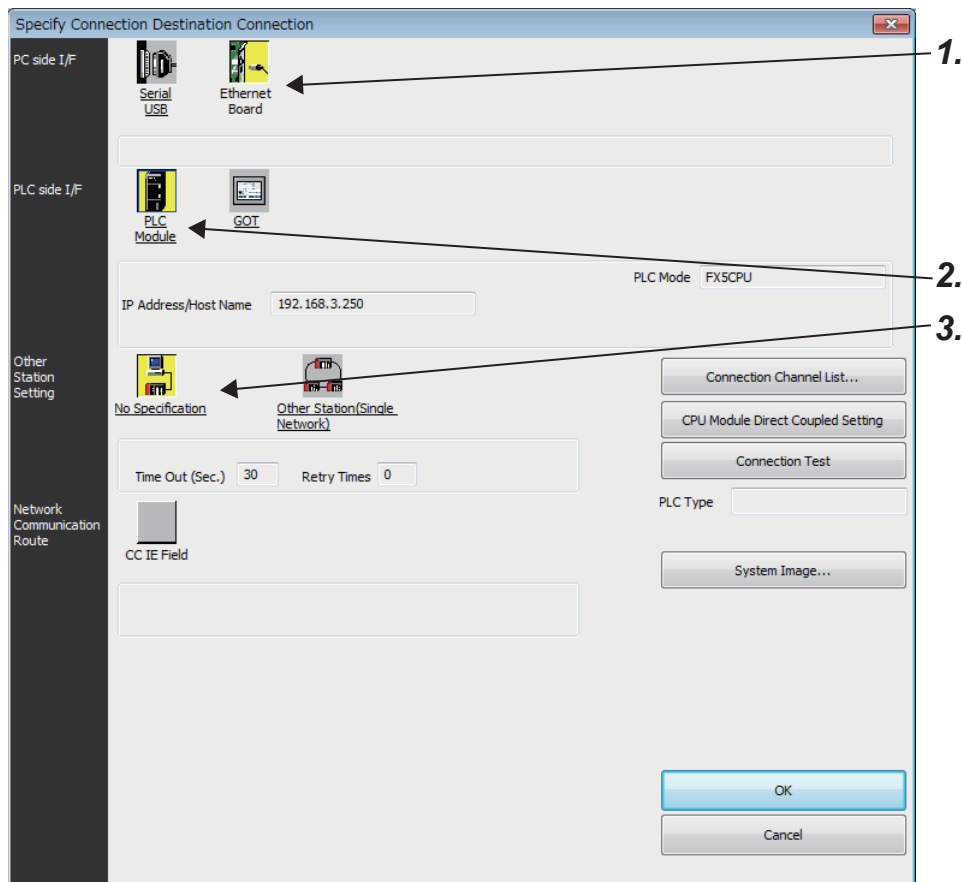 Specify Connection Destination Connection
PC side I/F
Serial
USB
Ethernet
Board
1.
PLC side I/F
PLC
Module
GOT
PLC Mode FX5CPU
IP Address/Host Name 192.168.3.250
2.
3.
Other
Station
Setting
No Specification
Other Station(Single
Network)
Connection Channel List...
CPU Module Direct Coupled Setting
Connection Test
Time Out (Sec.) 30 Retry Times 0
PLC Type
Network
Communication
Route
CC IE Field
System Image...
OK
Cancel